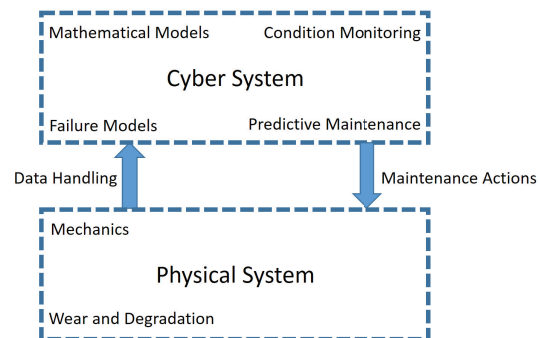 Mathematical Models
Condition Monitoring
Cyber System
Failure Models
Predictive Maintenance
Data Handling
Maintenance Actions
Mechanics
Physical System
Wear and Degradation